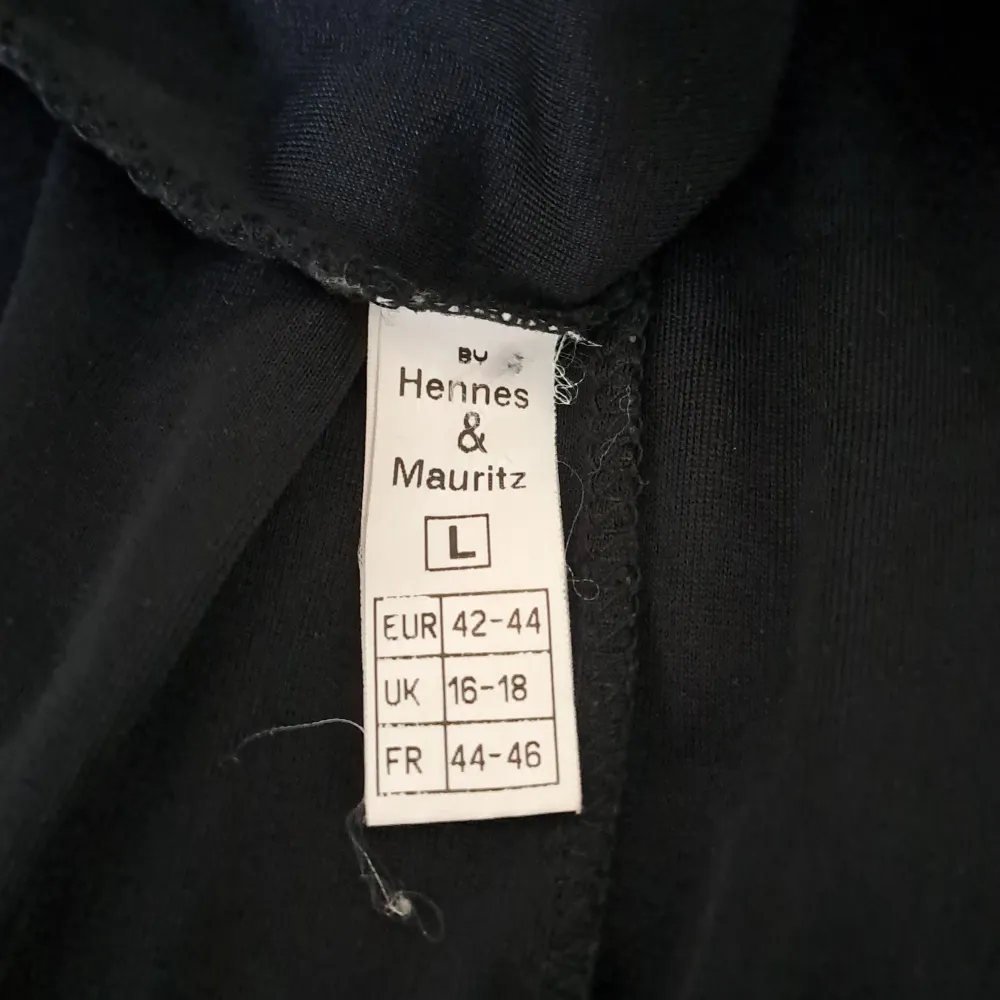 BY
Hennes
&
Mauritz
L
EUR 42-44
UK 16-18
FR 44-46